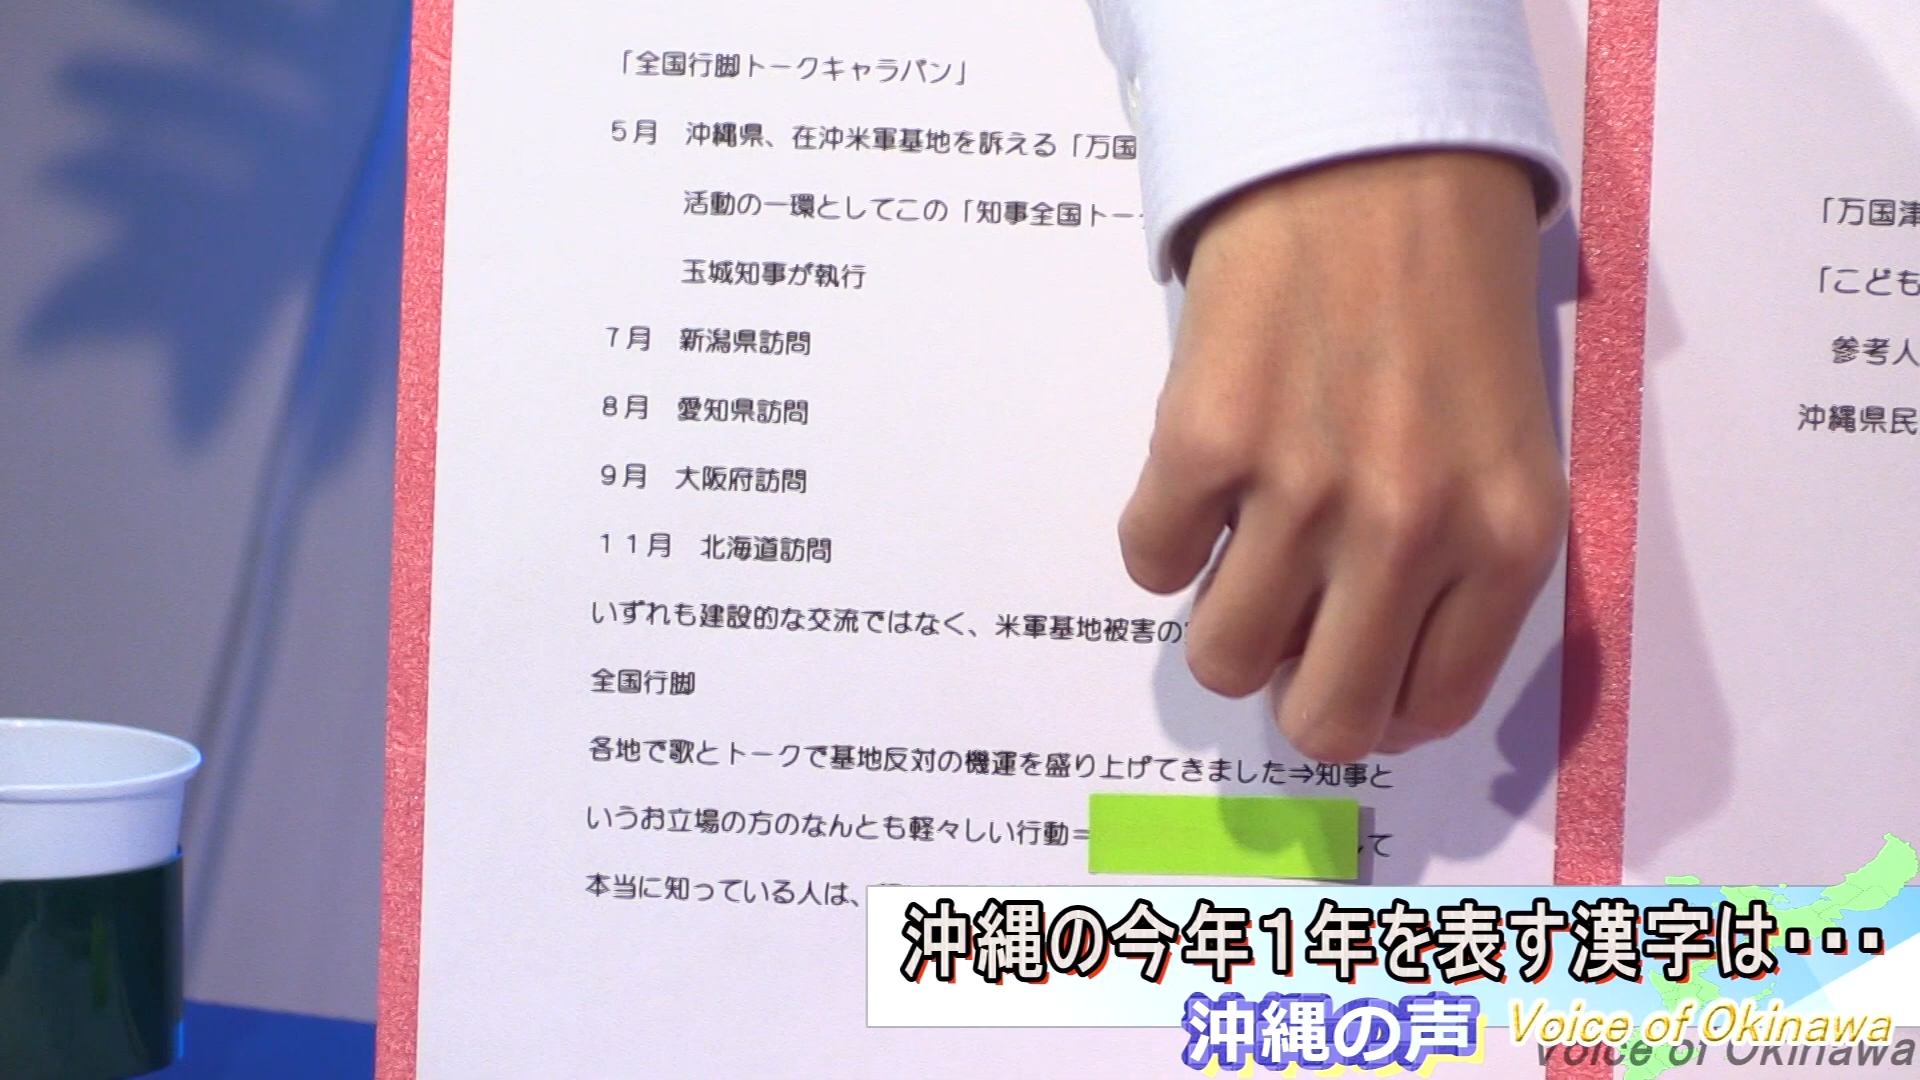 「全国行脚トークキャラバン」
５月　沖縄県、在沖米軍基地を訴える「万国
活動の一環としてこの「知事全国トー
玉城知事が執行
７月　新潟県訪問
８月　愛知県訪問
９月　大阪府訪問
１１月　北海道訪問
いずれも建設的な交流ではなく、米軍基地被害の
全国行脚
各地で歌とトークで基地反対の機運を盛り上げてきました⇒知事と
いうお立場の方のなんとも軽々しい行動＝
て
本当に知っている人は、
「万国津
「こども
参考人
沖縄県民
沖縄の今年１年を表す漢字は･･･
沖縄の声 Voice of Okinawa
Voice of Okinawa